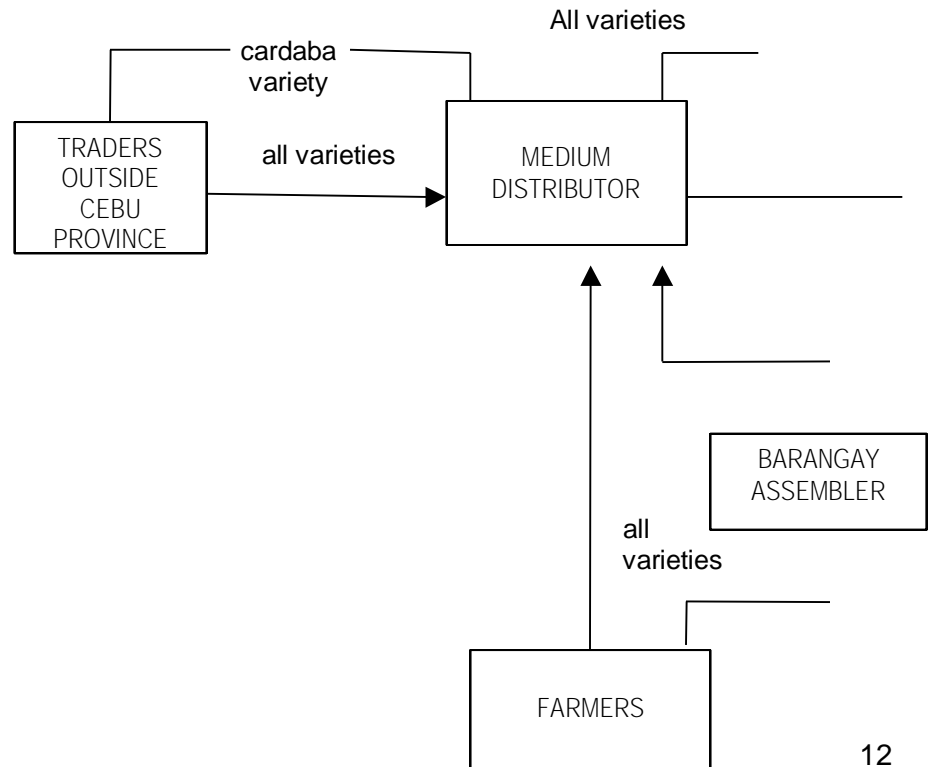 All varieties
cardaba
variety
TRADERS
OUTSIDE
CEBU
PROVINCE
all varieties
MEDIUM
DISTRIBUTOR
BARANGAY
ASSEMBLER
all
varieties
FARMERS
12